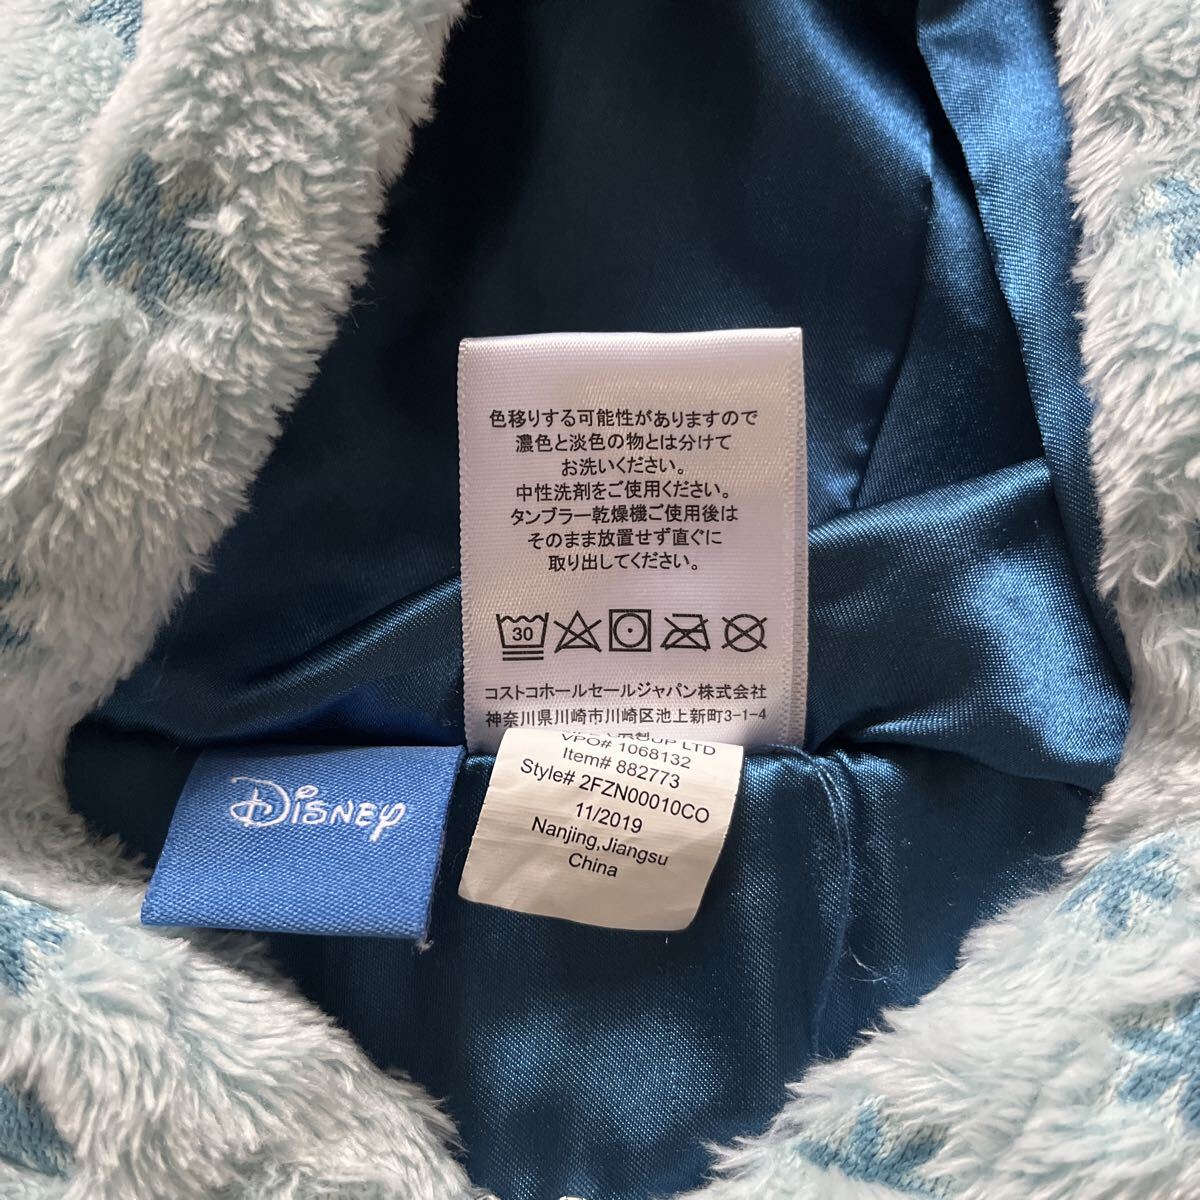 色移りする可能性がありますので
濃色と淡色の物とは分けて
お洗いください。
中性洗剤をご使用ください。
タンブラー乾燥機ご使用後は
そのまま放置せず直ぐに
取り出してください。
30
コストコホールセールジャパン株式会社
神奈川県川崎市川崎区池上新町3-1-4
LTD
VPO# 1068132
Item# 882773
Style# 2FZN00010CO
11/2019
Nanjing,Jiangsu
China
Disney